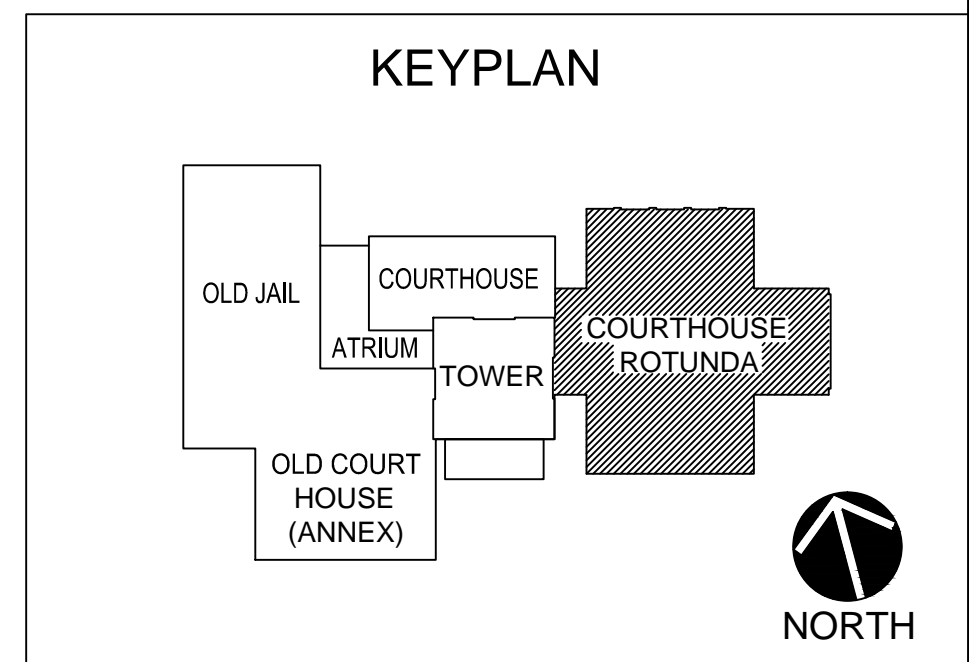 KEYPLAN
OLD JAIL
COURTHOUSE
ATRIUM
TOWER
COURTHOUSE
ROTUNDA
OLD COURT
HOUSE
(ANNEX)
NORTH